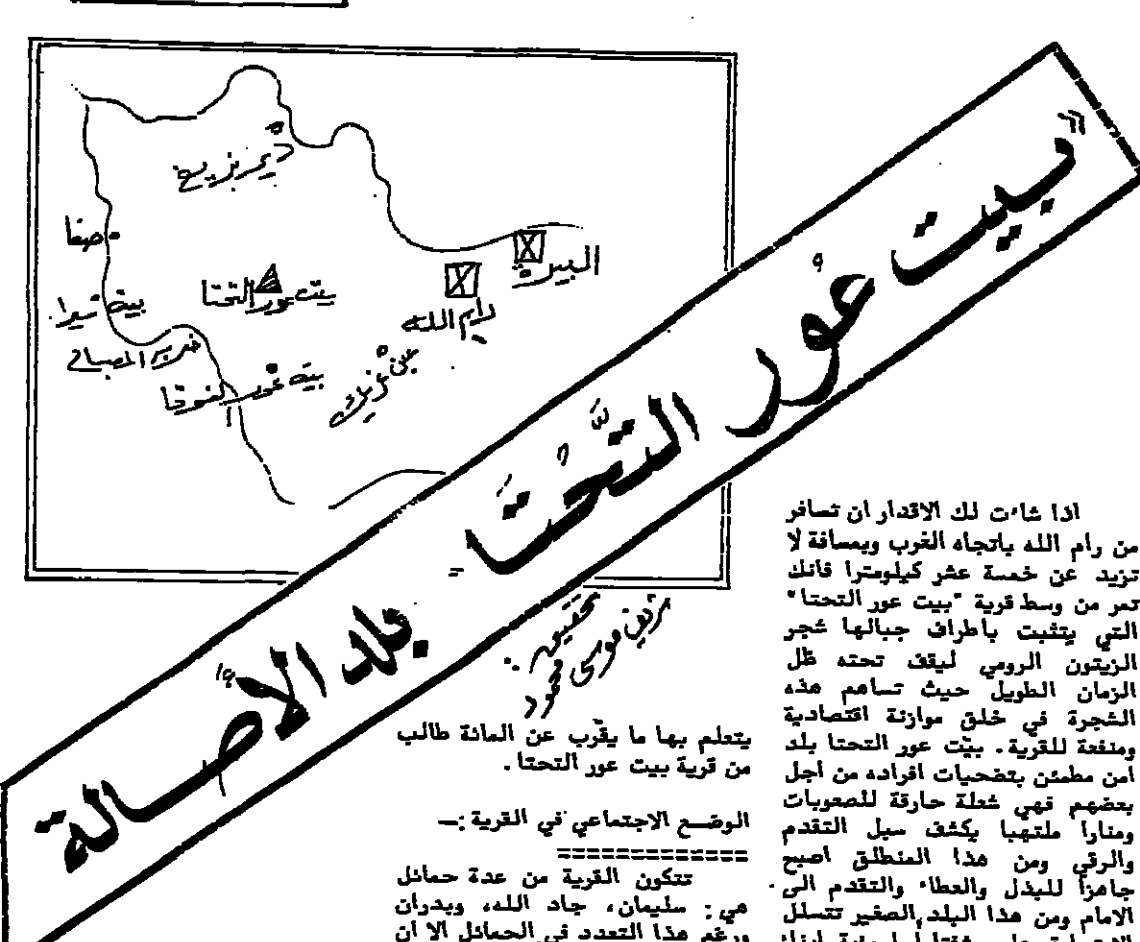 بيت عور التحتا
بلد الاصالة
دير بزيع
صفا
بيت عور التحتا
البيرة
رام الله
بيت سيرا
خربة المصباح
بيت عور الفوقا
عين عريك
تحقيق:
موسى محمود
اذا شاءت لك الاقدار ان تسافر
من رام الله باتجاه الغرب وبمسافة لا
تزيد عن خمسة عشر كيلومترا فانك
تمر من وسط قرية "بيت عور التحتا"
التي يتثبت بأطراف جبالها شجر
الزيتون الرومي ليقف تحته ظل
الزمان الطويل حيث تساهم هذه
الشجرة في خلق موازنة اقتصادية
ومنفعة للقرية. بيت عور التحتا بلد
امن مطمئن بتضحيات افراده من أجل
بعضهم فهي شعلة حارقة للصعوبات
ومنارا ملتهبا يكشف سبل التقدم
والرقي ومن هذا المنطلق اصبح
جاهزا للبذل والعطاء والتقدم الى
الامام ومن هذا البلد الصغير تتسلل
يتعلم بها ما يقرب عن المائة طالب
من قرية بيت عور التحتا.
الوضع الاجتماعي في القرية :ـ
=============
تتكون القرية من عدة حمائل
هي: سليمان، جاد الله، وبدران
ورغم هذا التعدد في الحمائل الا ان